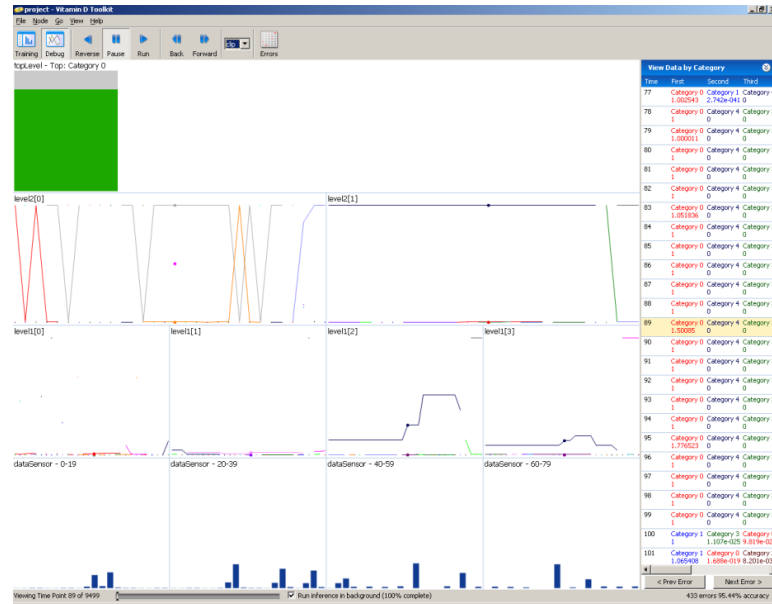 project - Vitamin D Toolkit
File Node Go View Help
Training Debug Reverse Pause Run Back Forward clip Errors
topLevel - Top: Category 0
level2[0] level2[1]
level1[0] level1[1] level1[2] level1[3]
dataSensor - 0-19 dataSensor - 20-39 dataSensor - 40-59 dataSensor - 60-79
View Data by Category
Time First Second Third
77 Category 0 Category 1 Category
1.002543 2.742e-041 0
78 Category 0 Category 4 Category
1 0 0
79 Category 0 Category 4 Category
1.000011 0 0
80 Category 0 Category 4 Category
1 0 0
81 Category 0 Category 4 Category
1 0 0
82 Category 0 Category 4 Category
1 0 0
83 Category 0 Category 4 Category
1.051836 0 0
84 Category 0 Category 4 Category
1 0 0
85 Category 0 Category 4 Category
1 0 0
86 Category 0 Category 4 Category
1 0 0
87 Category 0 Category 4 Category
1 0 0
88 Category 0 Category 4 Category
1 0 0
89 Category 0 Category 4 Category
1.50085 0 0
90 Category 0 Category 4 Category
1 0 0
91 Category 0 Category 4 Category
1 0 0
92 Category 0 Category 4 Category
1 0 0
93 Category 0 Category 4 Category
1 0 0
94 Category 0 Category 4 Category
1 0 0
95 Category 0 Category 4 Category
1.776523 0 0
96 Category 0 Category 4 Category
1 0 0
97 Category 0 Category 4 Category
1 0 0
98 Category 0 Category 4 Category
1 0 0
99 Category 0 Category 4 Category
1 0 0
100 Category 1 Category 3 Category
1 1.107e-025 9.819e-02
101 Category 1 Category 0 Category
1.065408 1.688e-019 8.201e-03
< Prev Error Next Error >
Viewing Time Point 89 of 9499 Run inference in background (100% complete) 433 errors 95.44% accuracy